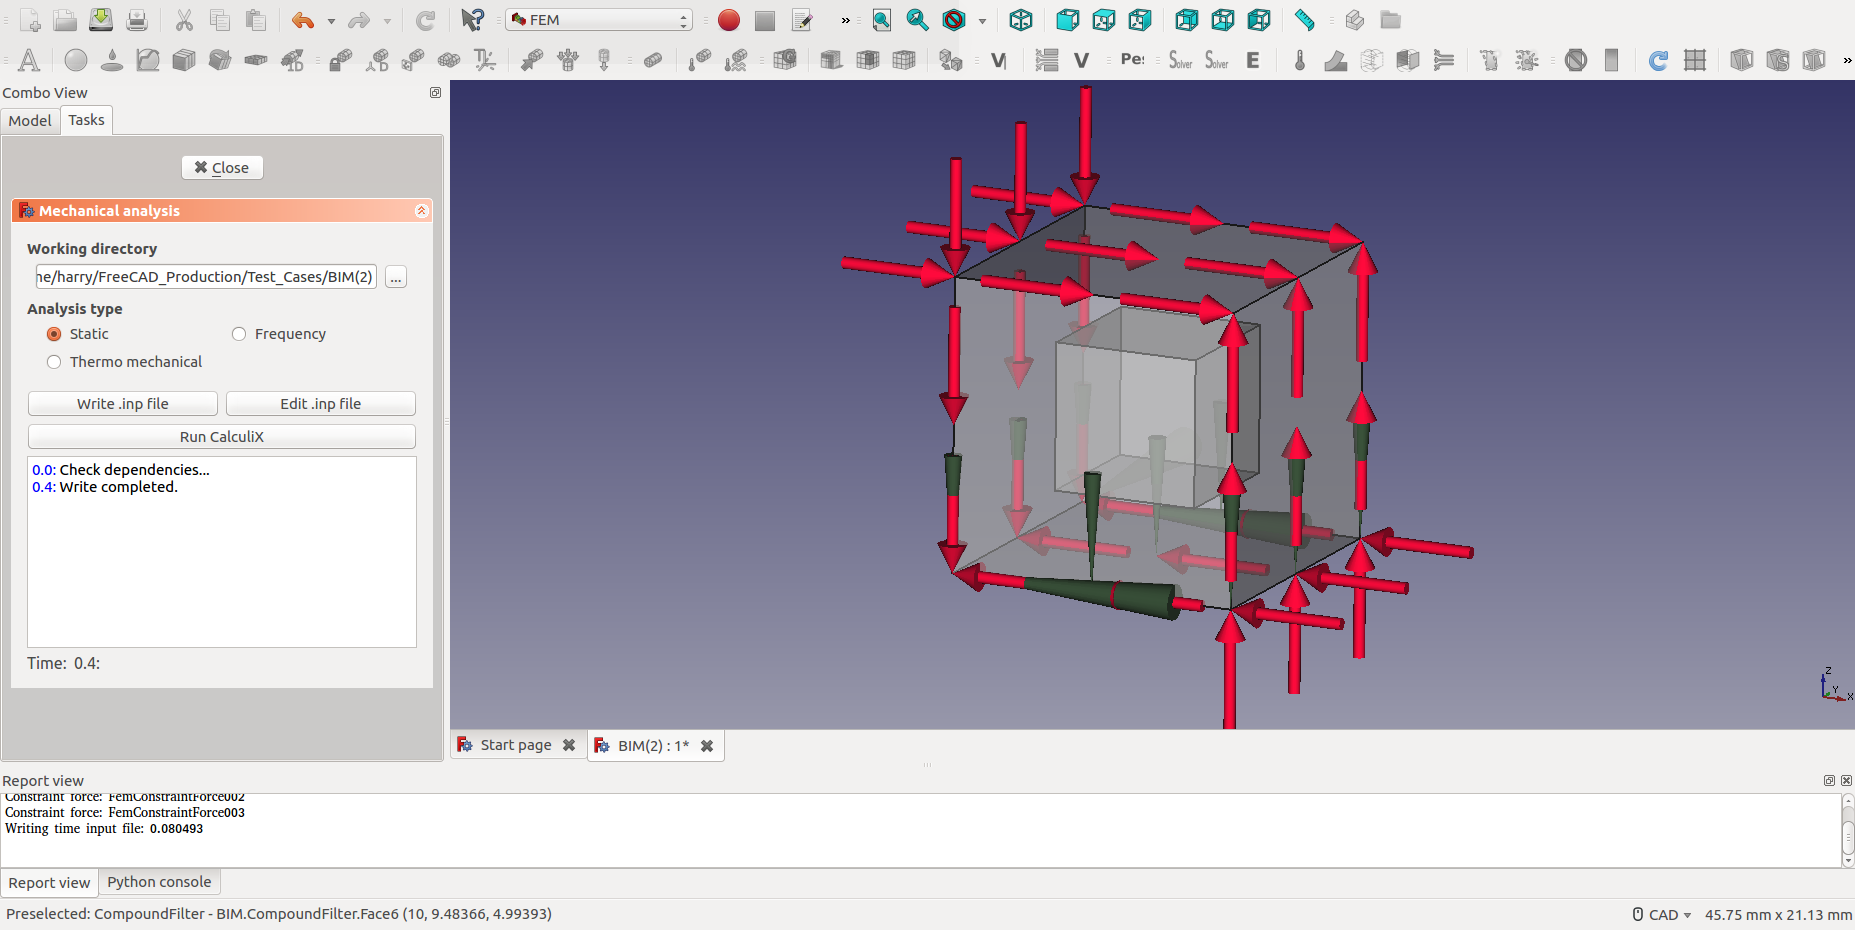 FEM
»
A
V
V
Pe:
Solver
Solver
E
»
Combo View
Model
Tasks
Close
Mechanical analysis
Working directory
ne/harry/FreeCAD_Production/Test_Cases/BIM(2)
...
Analysis type
Static
Frequency
Thermo mechanical
Write .inp file
Edit .inp file
Run CalculiX
0.0: Check dependencies...
0.4: Write completed.
Time: 0.4:
Z
Y
X
Start page
BIM(2) : 1*
Report view
Constraint force: FemConstraintForce002
Constraint force: FemConstraintForce003
Writing time input file: 0.080493
Report view
Python console
Preselected: CompoundFilter - BIM.CompoundFilter.Face6 (10, 9.48366, 4.99393)
CAD
45.75 mm x 21.13 mm